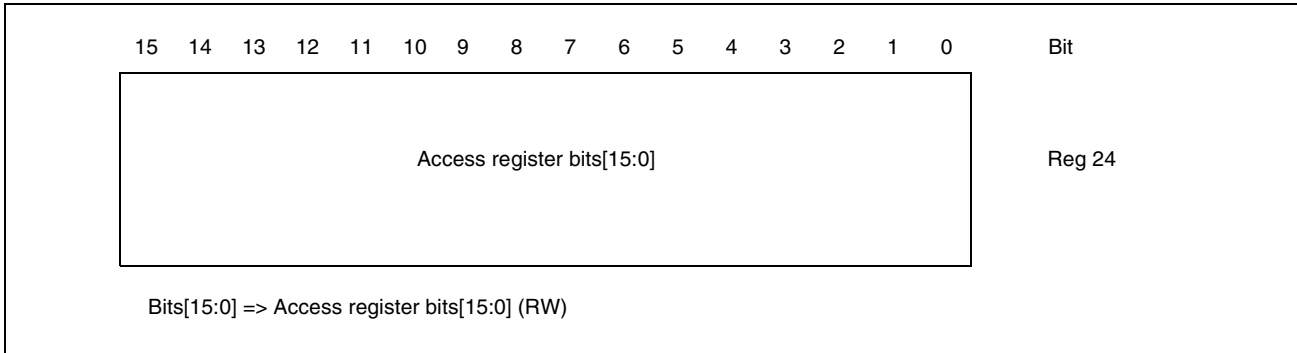 15 14 13 12 11 10 9 8 7 6 5 4 3 2 1 0 Bit
Access register bits[15:0] Reg 24
Bits[15:0] => Access register bits[15:0] (RW)